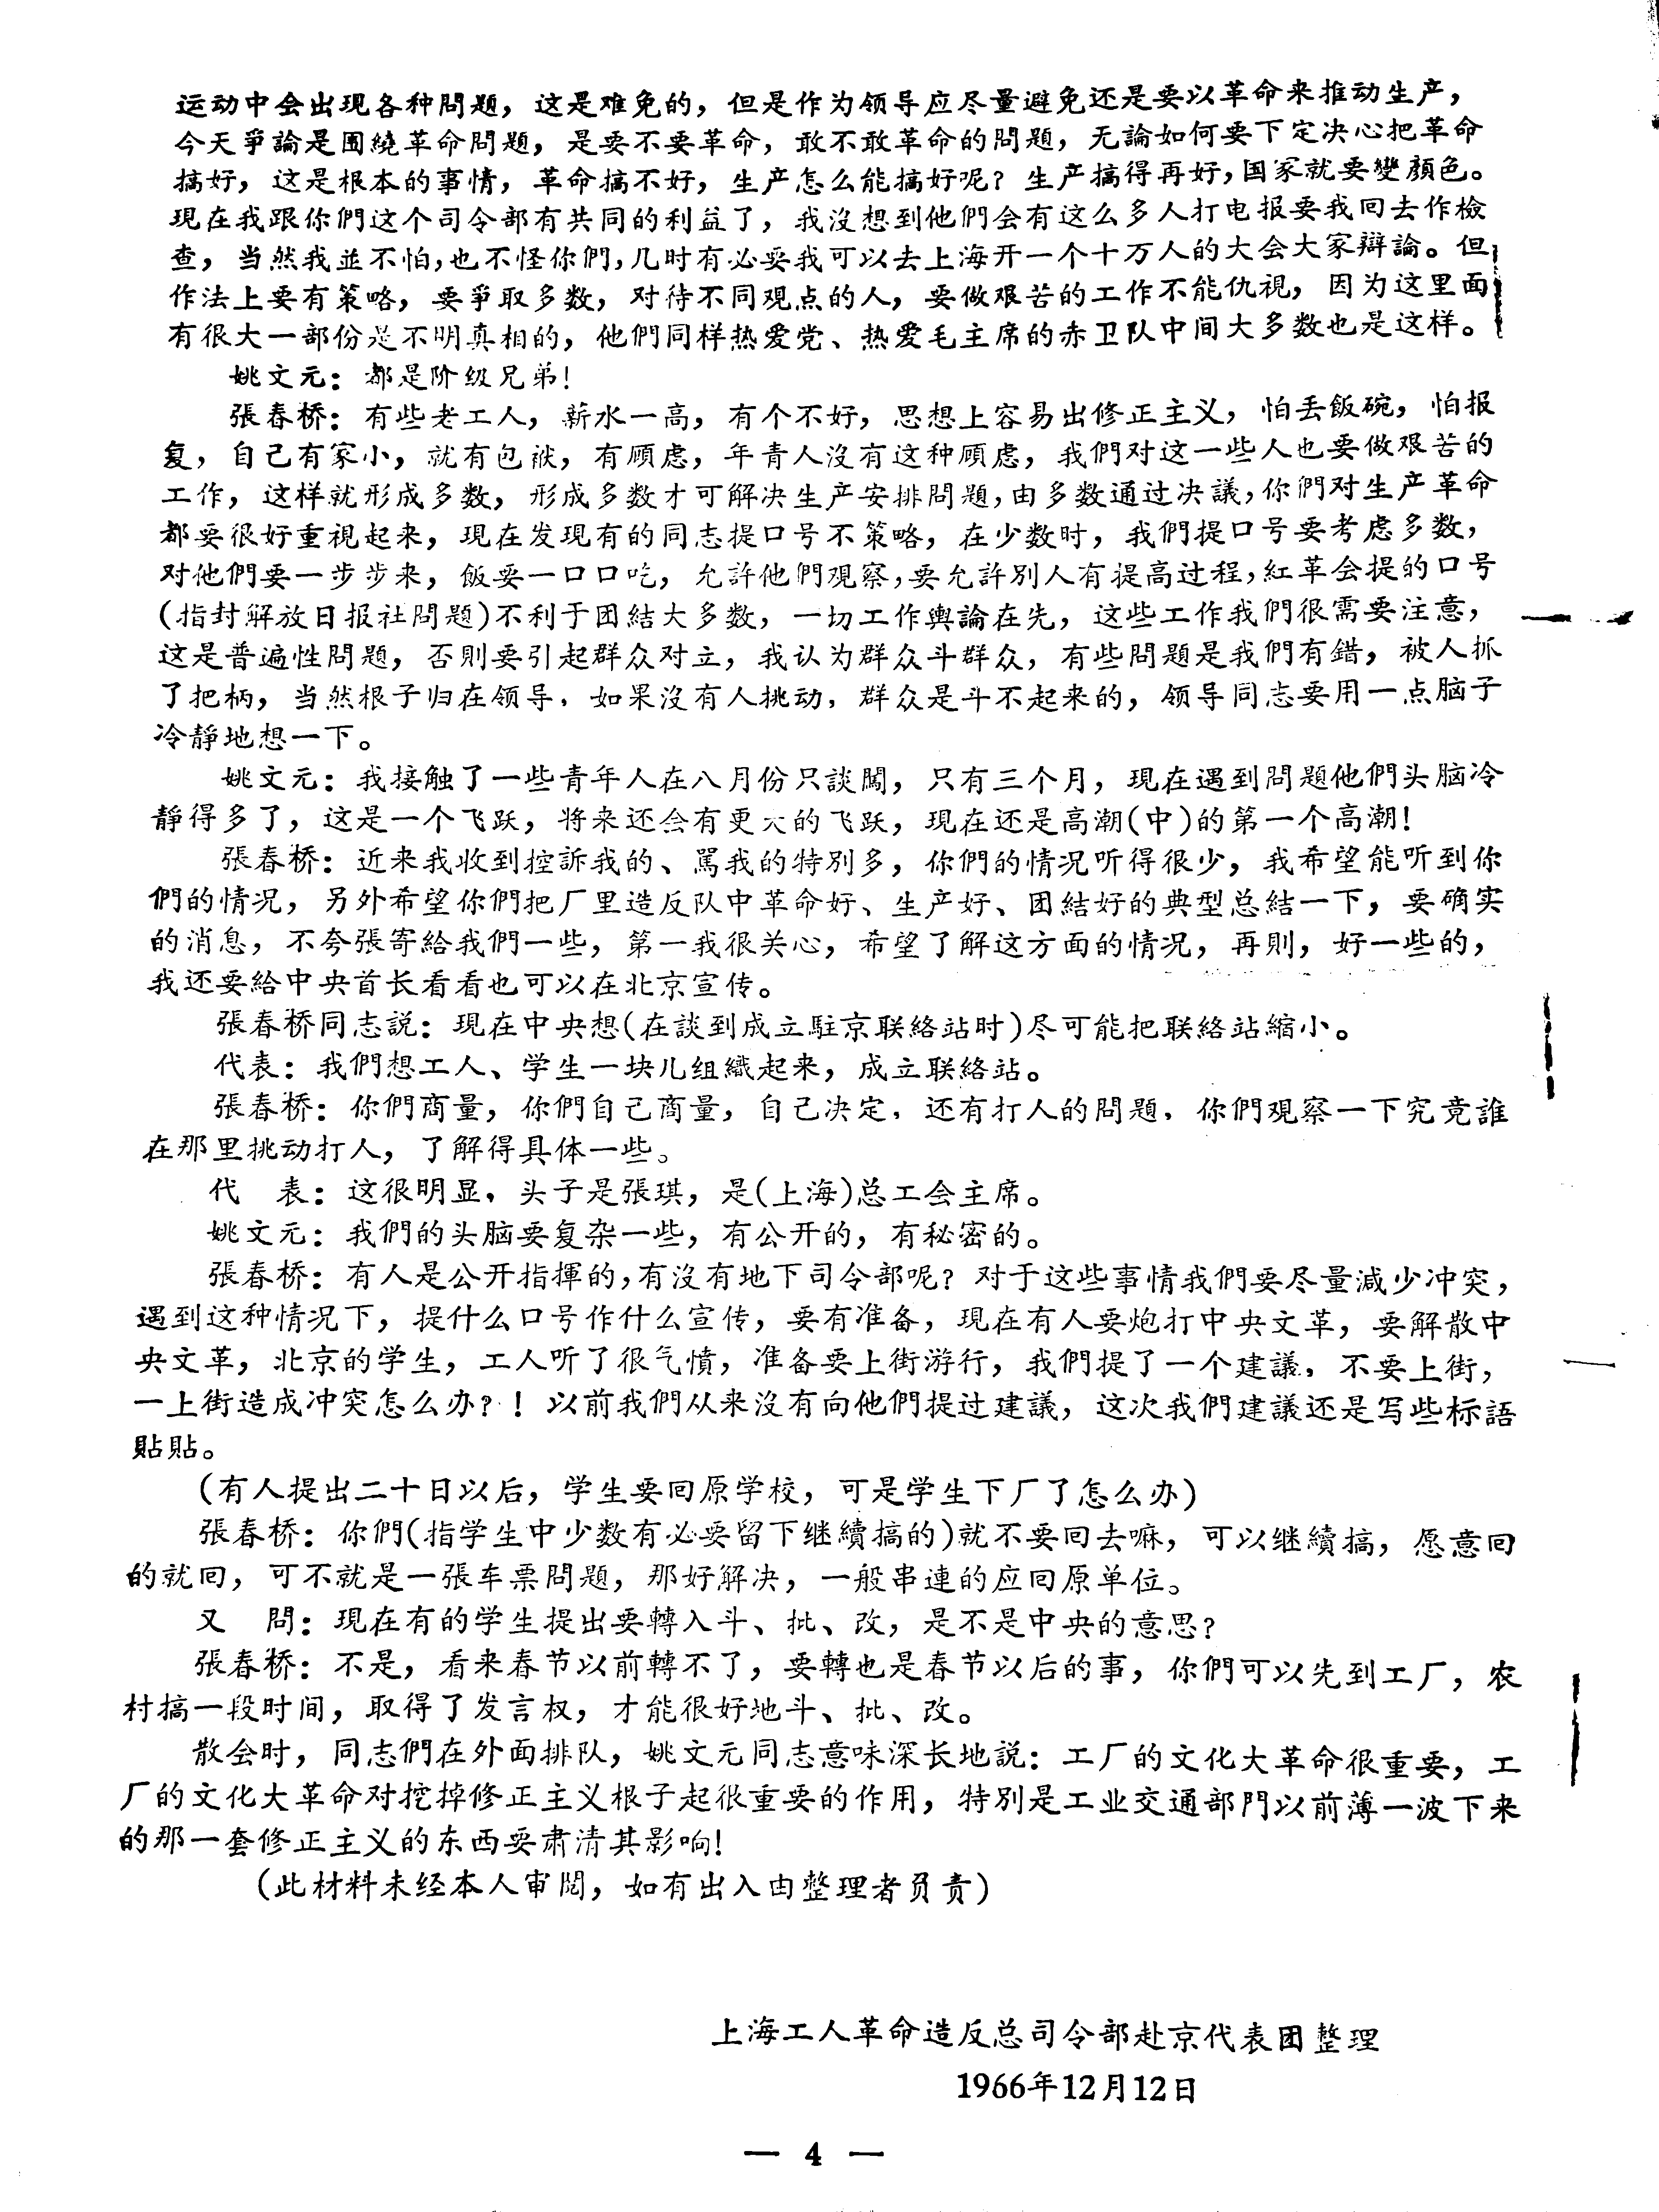 运动中会出現各种問題，这是难免的，但是作为领导应尽量避免还是要以革命来推动生产，
今天爭論是围繞革命問題，是要不要革命，敢不敢革命的問題，无論如何要下定决心把革命
搞好，这是根本的事情，革命搞不好，生产怎么能搞好呢？生产搞得再好，国家就要變顏色。
現在我跟你們这个司令部有共同的利益了，我沒想到他們会有这么多人打电报要我回去作檢
查，当然我並不怕，也不怪你們，几时有必要我可以去上海开一个十万人的大会大家辯論。但
作法上要有策略，要爭取多数，对待不同观点的人，要做艰苦的工作不能仇視，因为这里面
有很大一部份是不明真相的，他們同样热爱党、热爱毛主席的赤卫队中间大多数也是这样。
姚文元：都是阶级兄弟！
張春桥：有些老工人，薪水一高，有个不好，思想上容易出修正主义，怕丢飯碗，怕报
复，自己有家小，就有包袱，有顾虑，年青人沒有这种顾虑，我們对这一些人也要做艰苦的
工作，这样就形成多数，形成多数才可解决生产安排問題，由多数通过决議，你們对生产革命
都要很好重視起来，現在发現有的同志提口号不策略，在少数时，我們提口号要考虑多数，
对他們要一步步来，飯要一口口吃，允許他們观察，要允許別人有提高过程，紅革会提的口号
(指封解放日报社問題)不利于团結大多数，一切工作輿論在先，这些工作我們很需要注意，
这是普遍性問題，否則要引起群众对立，我认为群众斗群众，有些問題是我們有錯，被人抓
了把柄，当然根子归在领导，如果沒有人挑动，群众是斗不起来的，领导同志要用一点脑子
冷靜地想一下。
姚文元：我接触了一些青年人在八月份只談闖，只有三个月，現在遇到問題他們头脑冷
靜得多了，这是一个飞跃，将来还会有更大的飞跃，現在还是高潮(中)的第一个高潮！
張春桥：近来我收到控訴我的、罵我的特別多，你們的情况听得很少，我希望能听到你
們的情况，另外希望你們把厂里造反队中革命好、生产好、团結好的典型总結一下，要确实
的消息，不夸張寄給我們一些，第一我很关心，希望了解这方面的情况，再則，好一些的，
我还要給中央首长看看也可以在北京宣传。
張春桥同志説：現在中央想(在談到成立駐京联絡站时)尽可能把联絡站縮小。
代表：我們想工人、学生一块儿组織起来，成立联絡站。
張春桥：你們商量，你們自己商量，自己决定，还有打人的問題，你們观察一下究竟誰
在那里挑动打人，了解得具体一些。
代　表：这很明显，头子是張琪，是(上海)总工会主席。
姚文元：我們的头脑要复杂一些，有公开的，有秘密的。
張春桥：有人是公开指揮的，有沒有地下司令部呢？对于这些事情我們要尽量減少冲突，
遇到这种情况下，提什么口号作什么宣传，要有准备，現在有人要炮打中央文革，要解散中
央文革，北京的学生，工人听了很气憤，准备要上街游行，我們提了一个建議，不要上街，
一上街造成冲突怎么办？！以前我們从来沒有向他們提过建議，这次我們建議还是写些标語
貼貼。
(有人提出二十日以后，学生要回原学校，可是学生下厂了怎么办)
張春桥：你們(指学生中少数有必要留下继續搞的)就不要回去嘛，可以继續搞，愿意回
的就回，可不就是一張车票問題，那好解决，一般串連的应回原单位。
又　問：現在有的学生提出要轉入斗、批、改，是不是中央的意思？
張春桥：不是，看来春节以前轉不了，要轉也是春节以后的事，你們可以先到工厂，农
村搞一段时间，取得了发言权，才能很好地斗、批、改。
散会时，同志們在外面排队，姚文元同志意味深长地説：工厂的文化大革命很重要，工
厂的文化大革命对挖掉修正主义根子起很重要的作用，特別是工业交通部門以前薄一波下来
的那一套修正主义的东西要肃清其影响！
(此材料未经本人审閱，如有出入由整理者负责)
上海工人革命造反总司令部赴京代表团整理
1966年12月12日
— 4 —